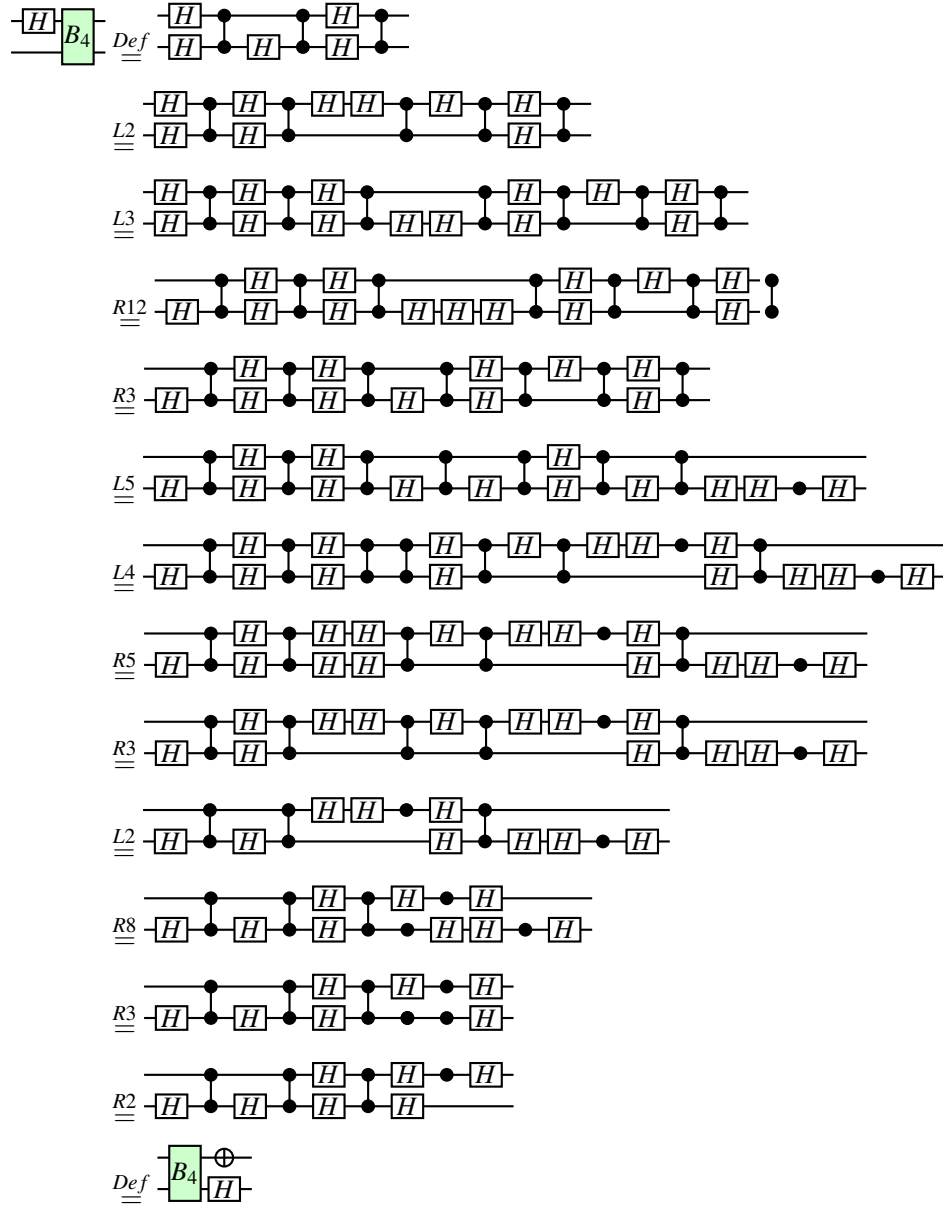 H B₄ H H
Def = H H H
H H H H H H
L2 = H H H
H H H H H H
L3 = H H H H H H H
H H H H H
R12 = H H H H H H H H
H H H H H
R3 = H H H H H H
H H H
L5 = H H H H H H H H H H
H H H H H H H
L4 = H H H H H H H H
H H H H H H H
R5 = H H H H H H H H
H H H H H H H
R3 = H H H H H H
H H H
L2 = H H H H H H
H H H
R8 = H H H H H H
H H H
R3 = H H H H
H H H
R2 = H H H H
B₄
Def = H